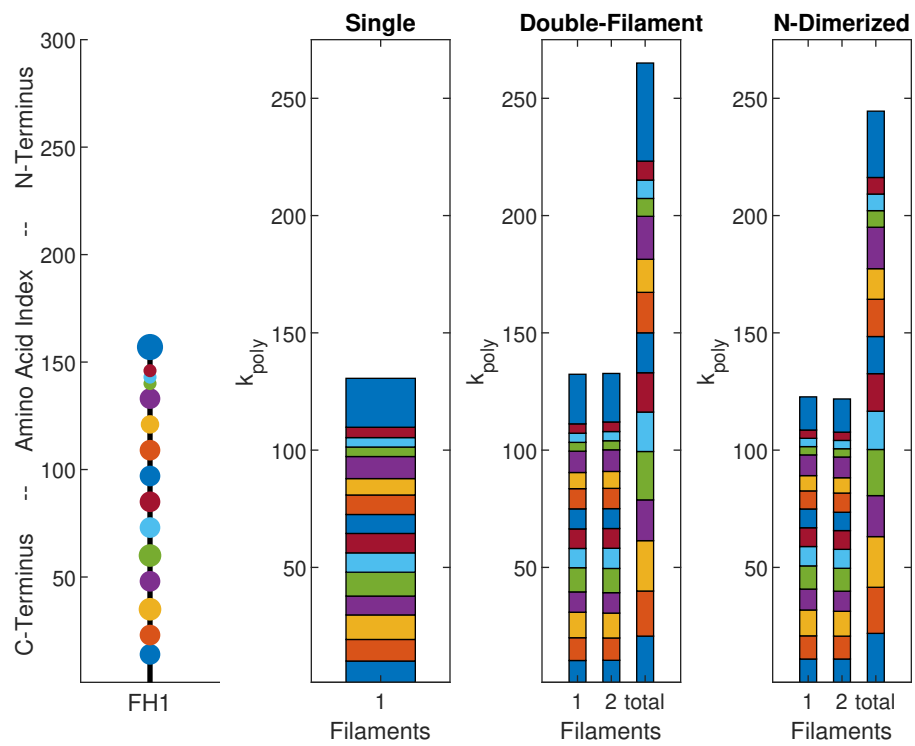 Single
Double-Filament
N-Dimerized
C-Terminus -- Amino Acid Index -- N-Terminus
300
250
200
150
100
50
FH1
k_poly
250
200
150
100
50
1
Filaments
k_poly
250
200
150
100
50
1 2 total
Filaments
k_poly
250
200
150
100
50
1 2 total
Filaments